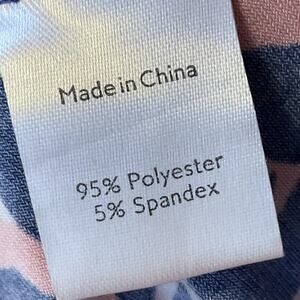 Made in China
95% Polyester
5% Spandex